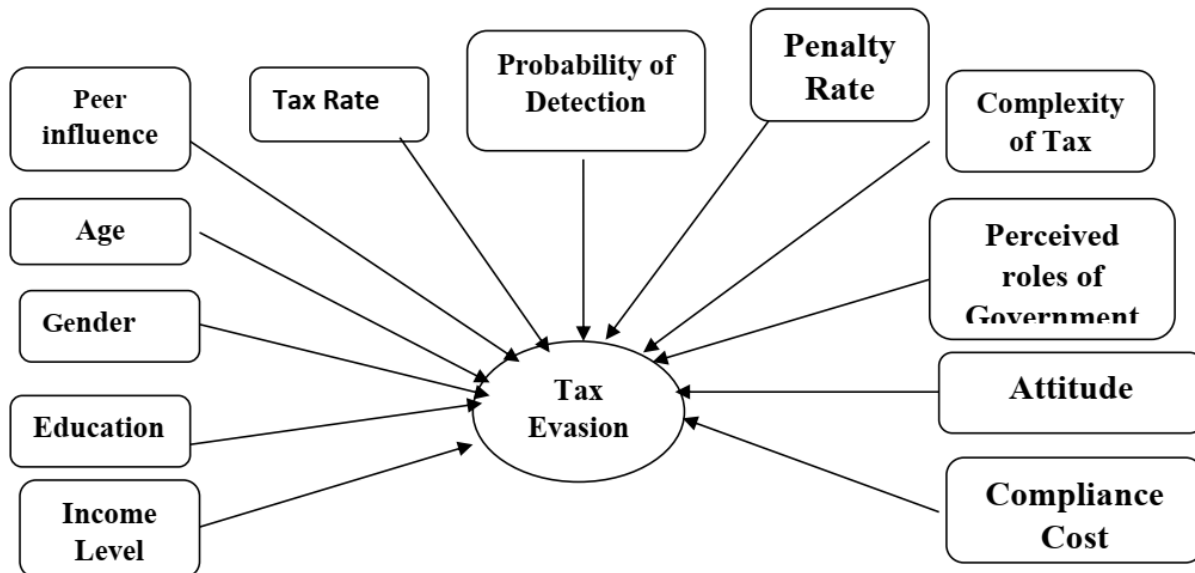 Peer
influence
Tax Rate
Probability of
Detection
Penalty
Rate
Complexity
of Tax
Age
Perceived
roles of
Government
Gender
Tax
Evasion
Attitude
Education
Income
Level
Compliance
Cost